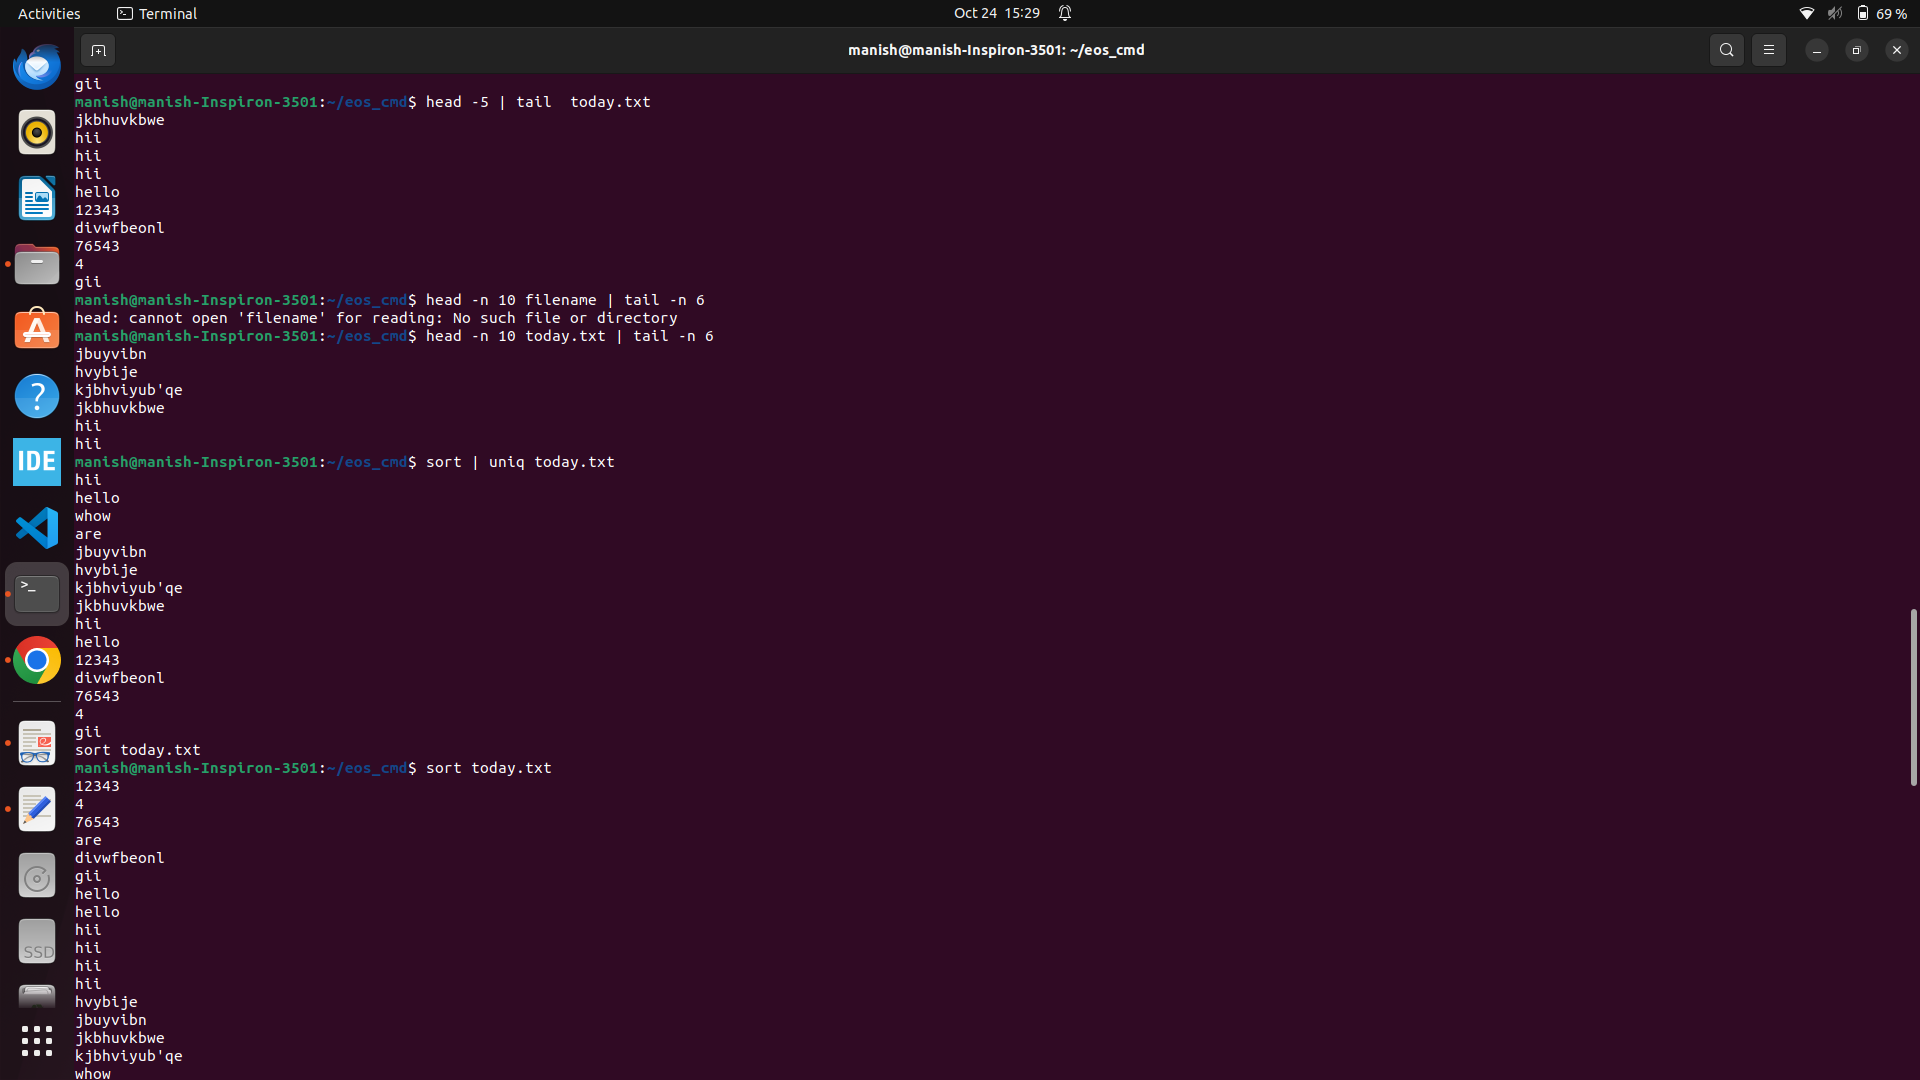 Activities
Terminal
Oct 24 15:29
69 %
manish@manish-Inspiron-3501: ~/eos_cmd
gii
manish@manish-Inspiron-3501:~/eos_cmd$ head -5 | tail  today.txt
jkbhuvkbwe
hii
hii
hii
hello
12343
divwfbeonl
76543
4
gii
manish@manish-Inspiron-3501:~/eos_cmd$ head -n 10 filename | tail -n 6
head: cannot open 'filename' for reading: No such file or directory
manish@manish-Inspiron-3501:~/eos_cmd$ head -n 10 today.txt | tail -n 6
jbuyvibn
hvybije
kjbhviyub'qe
jkbhuvkbwe
hii
hii
manish@manish-Inspiron-3501:~/eos_cmd$ sort | uniq today.txt
hii
hello
whow
are
jbuyvibn
hvybije
kjbhviyub'qe
jkbhuvkbwe
hii
hello
12343
divwfbeonl
76543
4
gii
sort today.txt
manish@manish-Inspiron-3501:~/eos_cmd$ sort today.txt
12343
4
76543
are
divwfbeonl
gii
hello
hello
hii
hii
hii
hii
hvybije
jbuyvibn
jkbhuvkbwe
kjbhviyub'qe
whow
IDE
SSD